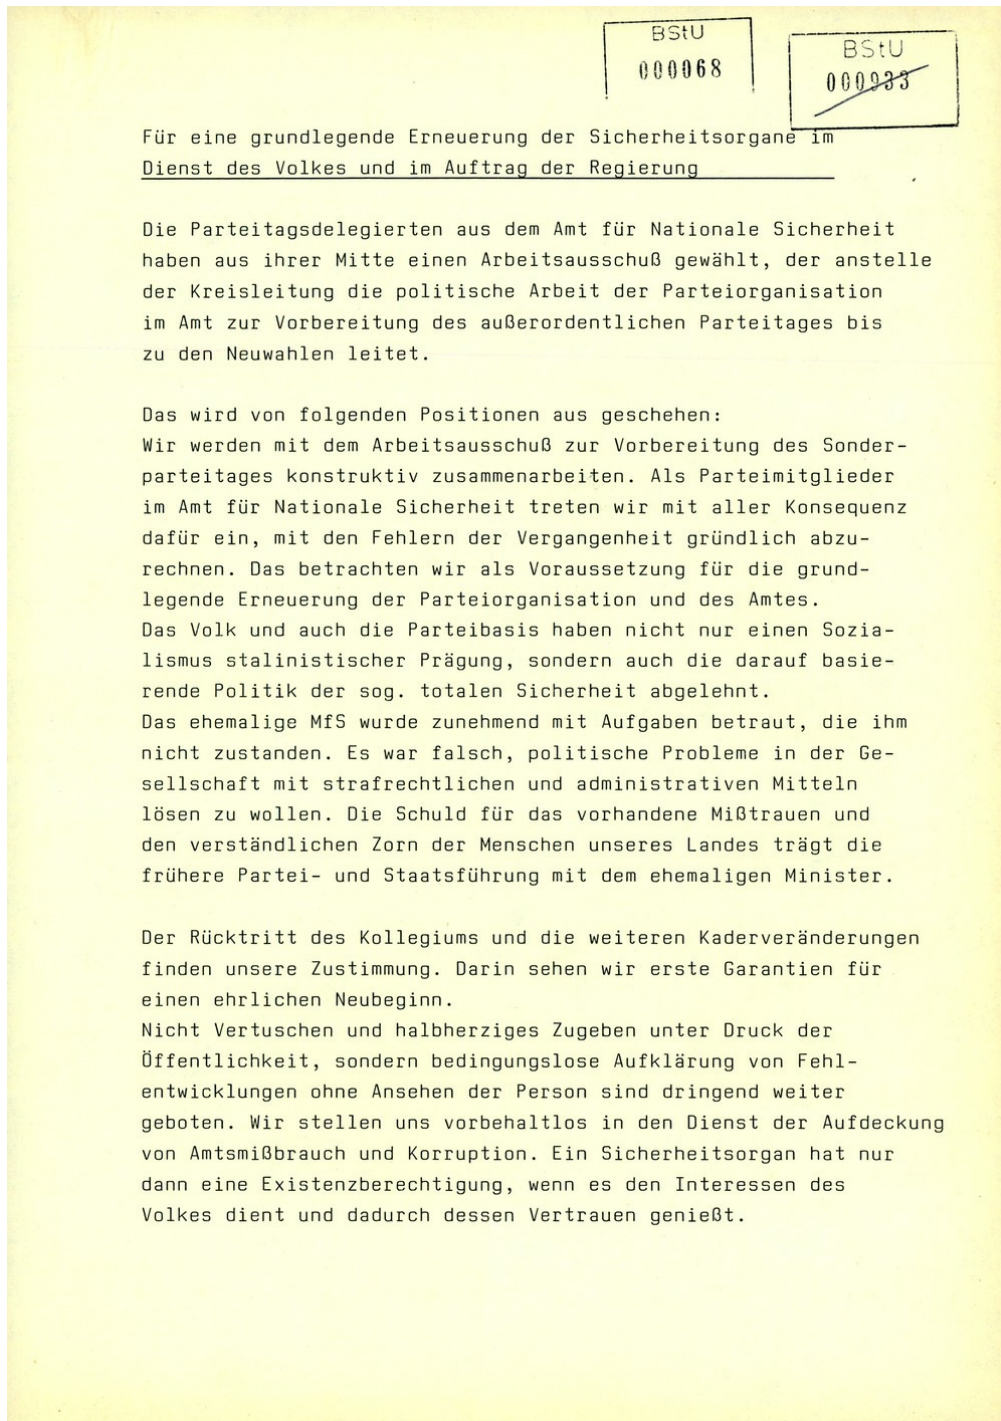 BStU
000068
BStU
000933
Für eine grundlegende Erneuerung der Sicherheitsorgane im
Dienst des Volkes und im Auftrag der Regierung
Die Parteitagsdelegierten aus dem Amt für Nationale Sicherheit
haben aus ihrer Mitte einen Arbeitsausschuß gewählt, der anstelle
der Kreisleitung die politische Arbeit der Parteiorganisation
im Amt zur Vorbereitung des außerordentlichen Parteitages bis
zu den Neuwahlen leitet.
Das wird von folgenden Positionen aus geschehen:
Wir werden mit dem Arbeitsausschuß zur Vorbereitung des Sonder-
parteitages konstruktiv zusammenarbeiten. Als Parteimitglieder
im Amt für Nationale Sicherheit treten wir mit aller Konsequenz
dafür ein, mit den Fehlern der Vergangenheit gründlich abzu-
rechnen. Das betrachten wir als Voraussetzung für die grund-
legende Erneuerung der Parteiorganisation und des Amtes.
Das Volk und auch die Parteibasis haben nicht nur einen Sozia-
lismus stalinistischer Prägung, sondern auch die darauf basie-
rende Politik der sog. totalen Sicherheit abgelehnt.
Das ehemalige MfS wurde zunehmend mit Aufgaben betraut, die ihm
nicht zustanden. Es war falsch, politische Probleme in der Ge-
sellschaft mit strafrechtlichen und administrativen Mitteln
lösen zu wollen. Die Schuld für das vorhandene Mißtrauen und
den verständlichen Zorn der Menschen unseres Landes trägt die
frühere Partei- und Staatsführung mit dem ehemaligen Minister.
Der Rücktritt des Kollegiums und die weiteren Kaderveränderungen
finden unsere Zustimmung. Darin sehen wir erste Garantien für
einen ehrlichen Neubeginn.
Nicht Vertuschen und halbherziges Zugeben unter Druck der
Öffentlichkeit, sondern bedingungslose Aufklärung von Fehl-
entwicklungen ohne Ansehen der Person sind dringend weiter
geboten. Wir stellen uns vorbehaltlos in den Dienst der Aufdeckung
von Amtsmißbrauch und Korruption. Ein Sicherheitsorgan hat nur
dann eine Existenzberechtigung, wenn es den Interessen des
Volkes dient und dadurch dessen Vertrauen genießt.